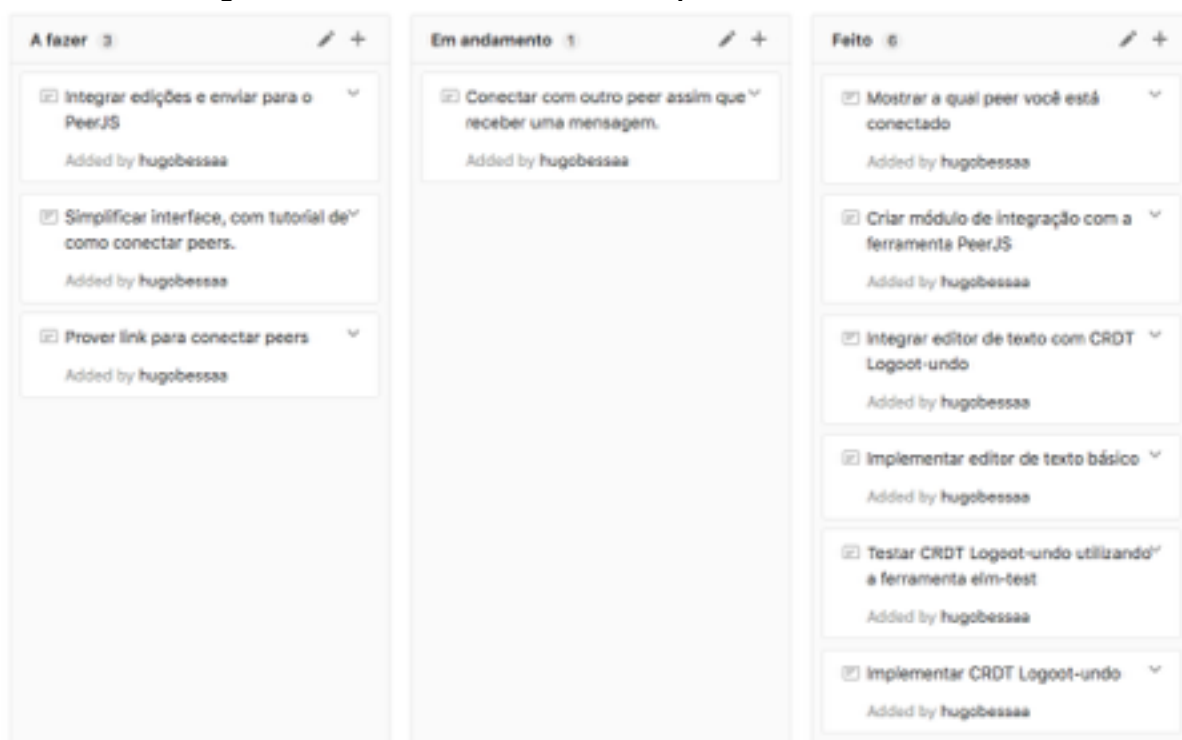 A fazer 3
Integrar edições e enviar para o
PeerJS
Added by hugobessaa
Simplificar interface, com tutorial de
como conectar peers.
Added by hugobessaa
Prover link para conectar peers
Added by hugobessaa
Em andamento 1
Conectar com outro peer assim que
receber uma mensagem.
Added by hugobessaa
Feito 6
Mostrar a qual peer você está
conectado
Added by hugobessaa
Criar módulo de integração com a
ferramenta PeerJS
Added by hugobessaa
Integrar editor de texto com CRDT
Logoot-undo
Added by hugobessaa
Implementar editor de texto básico
Added by hugobessaa
Testar CRDT Logoot-undo utilizando
a ferramenta elm-test
Added by hugobessaa
Implementar CRDT Logoot-undo
Added by hugobessaa